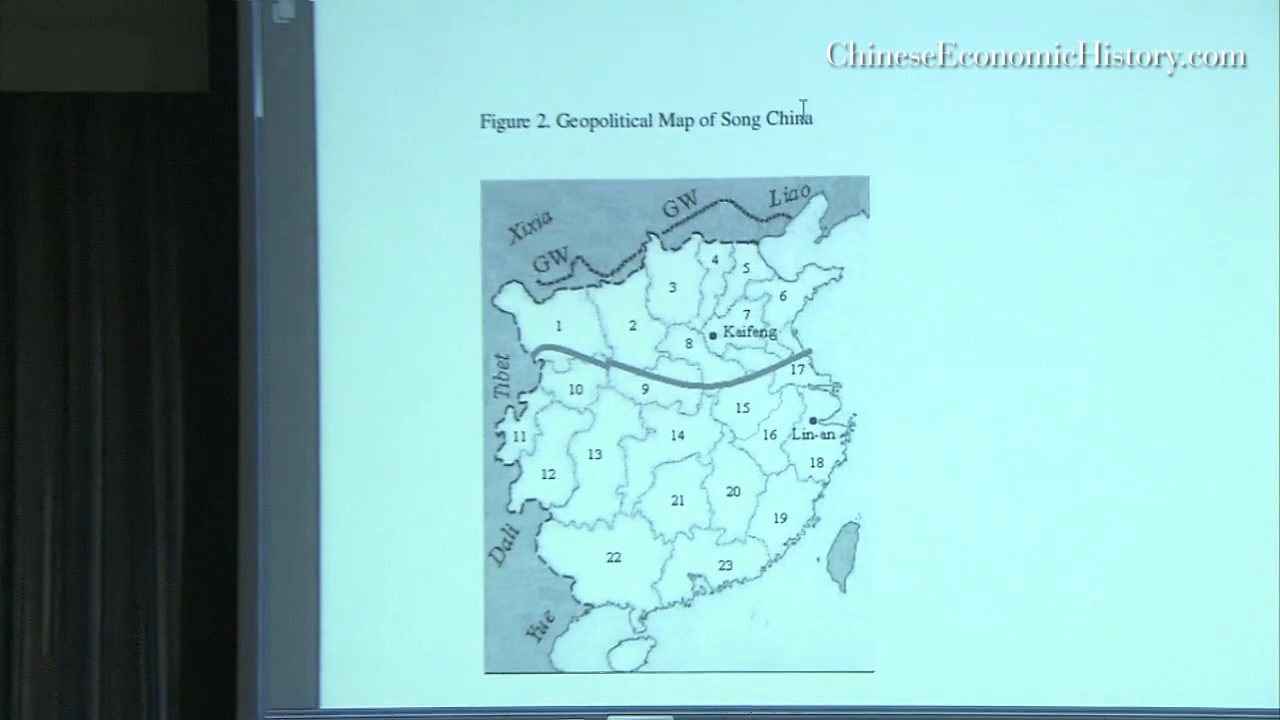 ChineseEconomicHistory.com
Figure 2. Geopolitical Map of Song China
Liao
GW
Xixia
GW
4
5
3
6
7
1
2
Kaifeng
8
Tibet
17
10
9
15
11
14
16
Lin-an
13
18
12
20
21
19
Dali
22
23
Yue